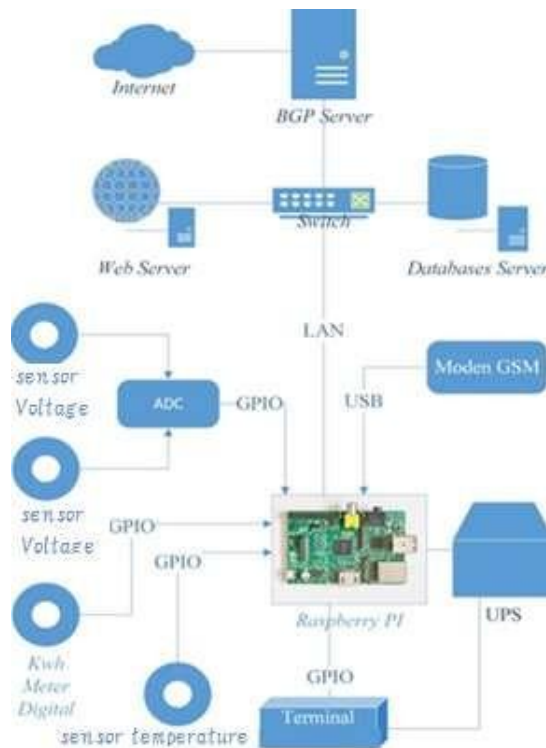 Internet
BGP Server
Switch
Web Server
Databases Server
LAN
sensor
Voltage
ADC
GPIO
USB
Moden GSM
sensor
Voltage
GPIO
GPIO
Raspberry PI
UPS
Kwh
Meter
Digital
GPIO
sensor temperature
Terminal